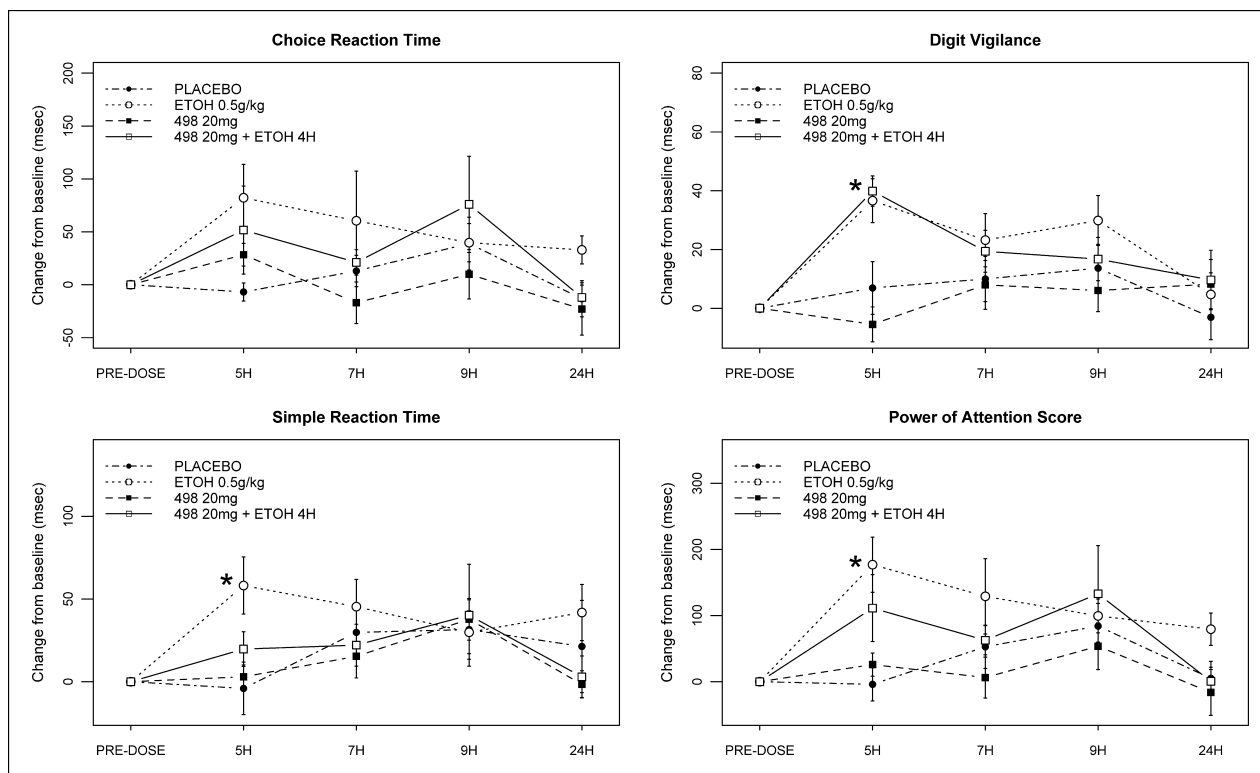 Choice Reaction Time
Change from baseline (msec)
200
150
100
50
0
-50
PLACEBO
ETOH 0.5g/kg
498 20mg
498 20mg + ETOH 4H
PRE-DOSE 5H 7H 9H 24H
Digit Vigilance
Change from baseline (msec)
80
60
40
20
0
PLACEBO
ETOH 0.5g/kg
498 20mg
498 20mg + ETOH 4H
*
PRE-DOSE 5H 7H 9H 24H
Simple Reaction Time
Change from baseline (msec)
100
50
0
PLACEBO
ETOH 0.5g/kg
498 20mg
498 20mg + ETOH 4H
*
PRE-DOSE 5H 7H 9H 24H
Power of Attention Score
Change from baseline (msec)
300
200
100
0
PLACEBO
ETOH 0.5g/kg
498 20mg
498 20mg + ETOH 4H
*
PRE-DOSE 5H 7H 9H 24H